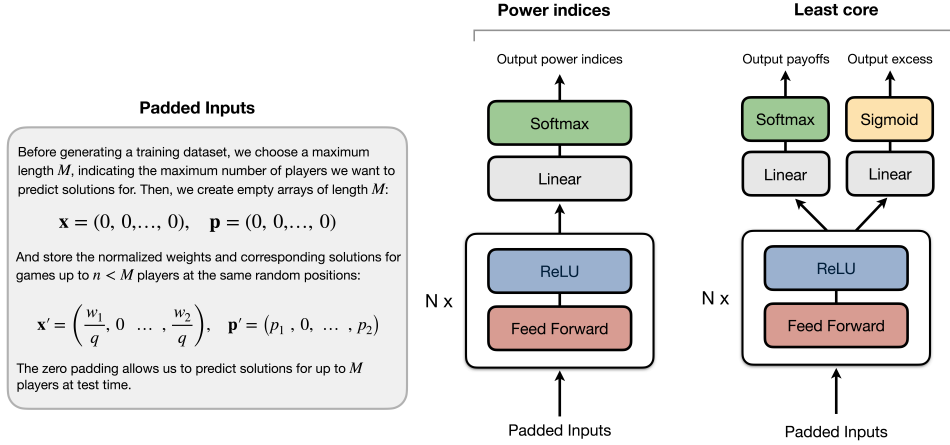 Padded Inputs
Before generating a training dataset, we choose a maximum
length M, indicating the maximum number of players we want to
predict solutions for. Then, we create empty arrays of length M:
x = (0, 0,…, 0), p = (0, 0,…, 0)
And store the normalized weights and corresponding solutions for
games up to n < M players at the same random positions:
x′ = (w₁/q, 0 … , w₂/q), p′ = (p₁ , 0, … , p₂)
The zero padding allows us to predict solutions for up to M
players at test time.
Power indices
Output power indices
Softmax
Linear
N x
ReLU
Feed Forward
Padded Inputs
Least core
Output payoffs Output excess
Softmax Sigmoid
Linear Linear
N x
ReLU
Feed Forward
Padded Inputs